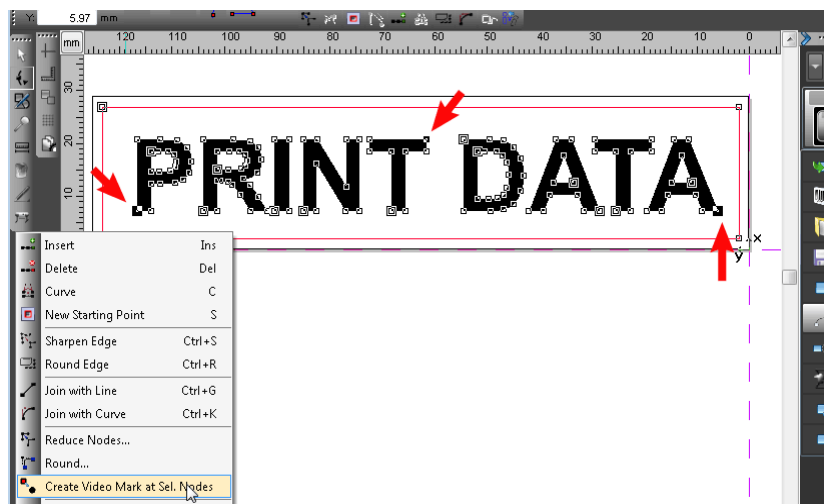 Y: 5.97 mm
mm 120 110 100 90 80 70 60 50 40 30 20 10 0
30
20
10
PRINT DATA
x
y
Insert Ins
Delete Del
Curve C
New Starting Point S
Sharpen Edge Ctrl+S
Round Edge Ctrl+R
Join with Line Ctrl+G
Join with Curve Ctrl+K
Reduce Nodes...
Round...
Create Video Mark at Sel. Nodes